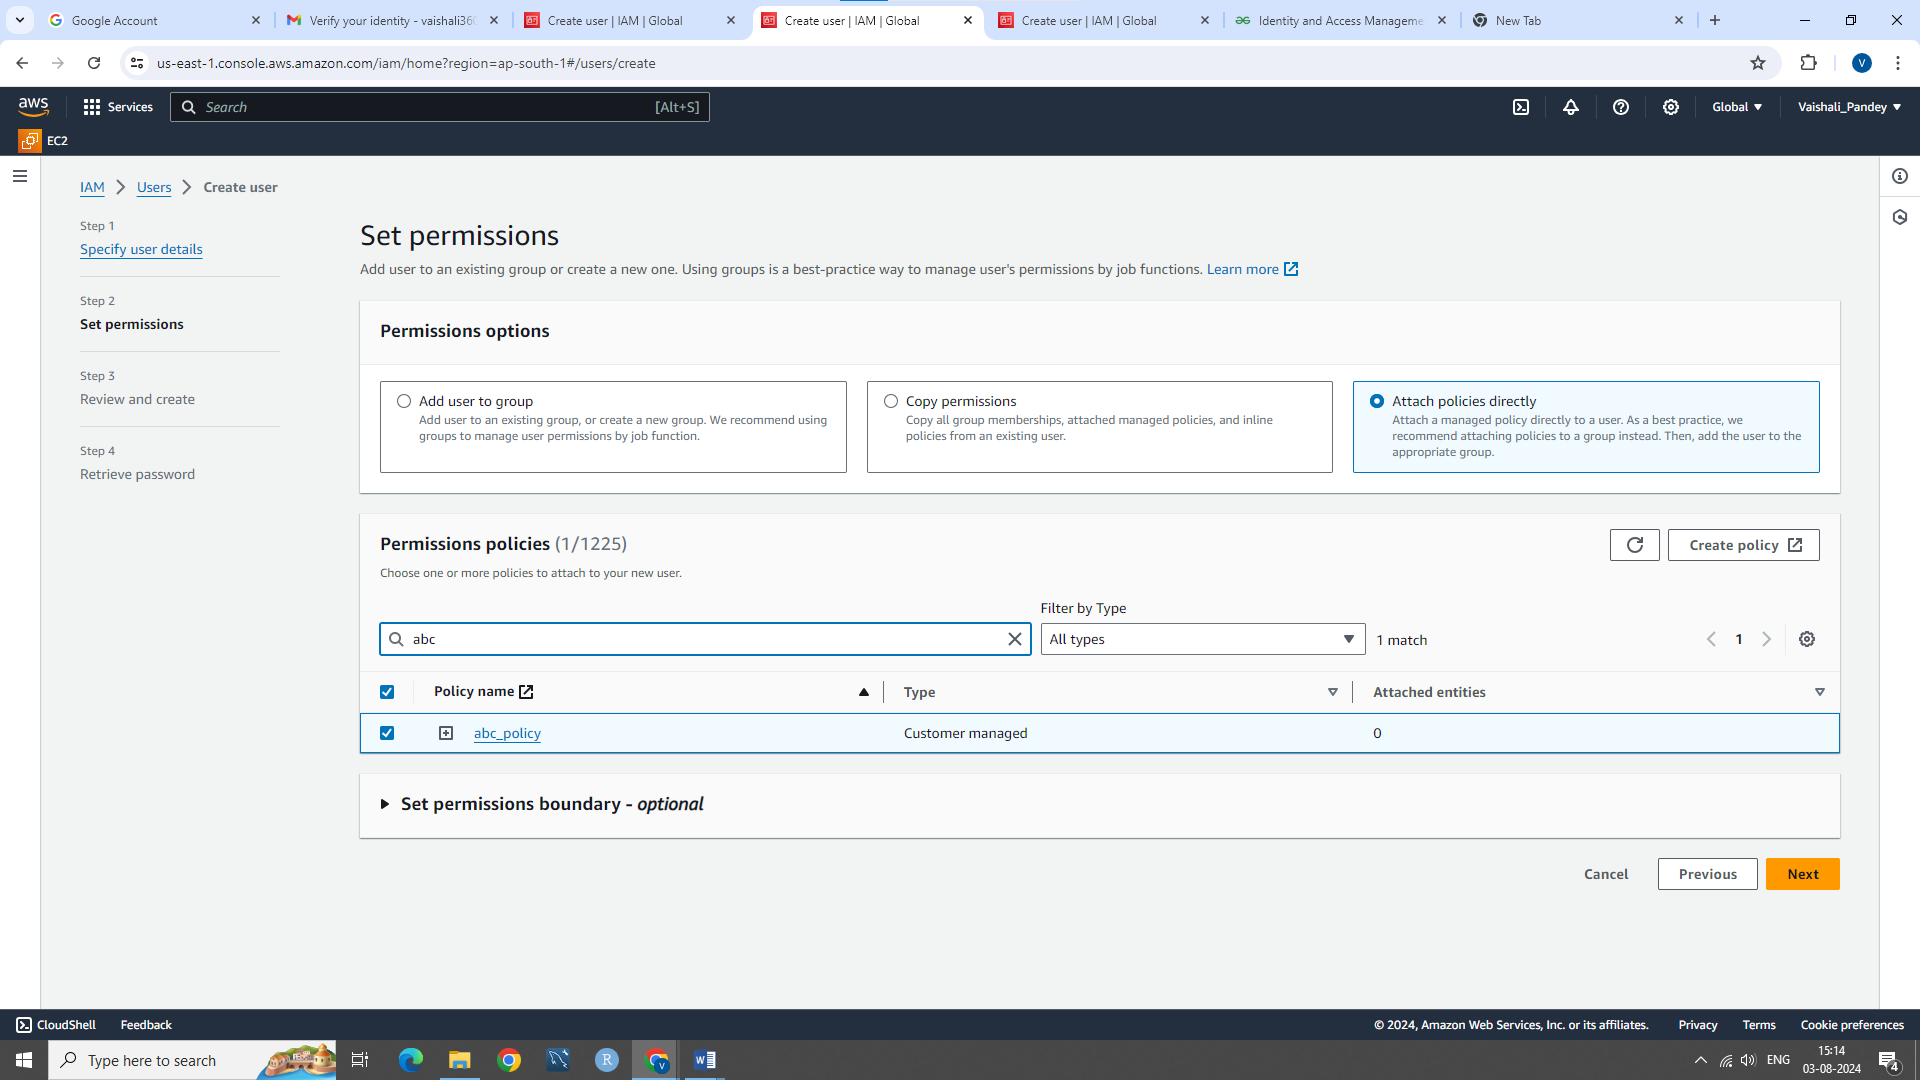 Google Account
Verify your identity - vaishali36
Create user | IAM | Global
Create user | IAM | Global
Create user | IAM | Global
Identity and Access Manageme
New Tab
us-east-1.console.aws.amazon.com/iam/home?region=ap-south-1#/users/create
V
aws
Services
Search
[Alt+S]
Global
Vaishali_Pandey
EC2
IAM
Users
Create user
Step 1
Specify user details
Step 2
Set permissions
Step 3
Review and create
Step 4
Retrieve password
Set permissions
Add user to an existing group or create a new one. Using groups is a best-practice way to manage user's permissions by job functions. Learn more
Permissions options
Add user to group
Add user to an existing group, or create a new group. We recommend using
groups to manage user permissions by job function.
Copy permissions
Copy all group memberships, attached managed policies, and inline
policies from an existing user.
Attach policies directly
Attach a managed policy directly to a user. As a best practice, we
recommend attaching policies to a group instead. Then, add the user to the
appropriate group.
Permissions policies (1/1225)
Choose one or more policies to attach to your new user.
Create policy
Filter by Type
abc
All types
1 match
1
Policy name
Type
Attached entities
abc_policy
Customer managed
0
Set permissions boundary - optional
Cancel
Previous
Next
CloudShell
Feedback
© 2024, Amazon Web Services, Inc. or its affiliates.
Privacy
Terms
Cookie preferences
Type here to search
R
V
W
ENG
15:14
03-08-2024
4